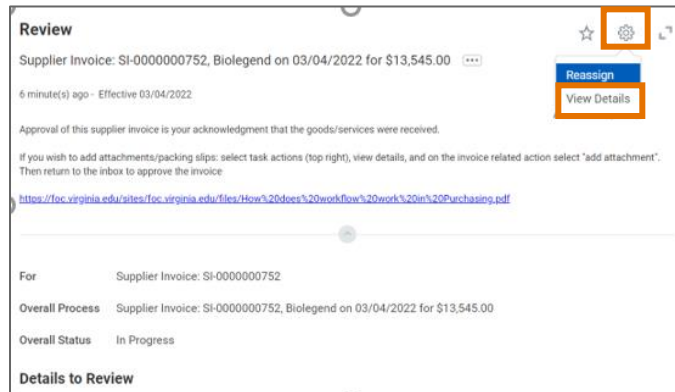 Review
Supplier Invoice: SI-0000000752, Biolegend on 03/04/2022 for $13,545.00
Reassign
View Details
6 minute(s) ago - Effective 03/04/2022
Approval of this supplier invoice is your acknowledgment that the goods/services were received.
If you wish to add attachments/packing slips: select task actions (top right), view details, and on the invoice related action select "add attachment".
Then return to the inbox to approve the invoice
https://foc.virginia.edu/sites/foc.virginia.edu/files/How%20does%20workflow%20work%20in%20Purchasing.pdf
For Supplier Invoice: SI-0000000752
Overall Process Supplier Invoice: SI-0000000752, Biolegend on 03/04/2022 for $13,545.00
Overall Status In Progress
Details to Review